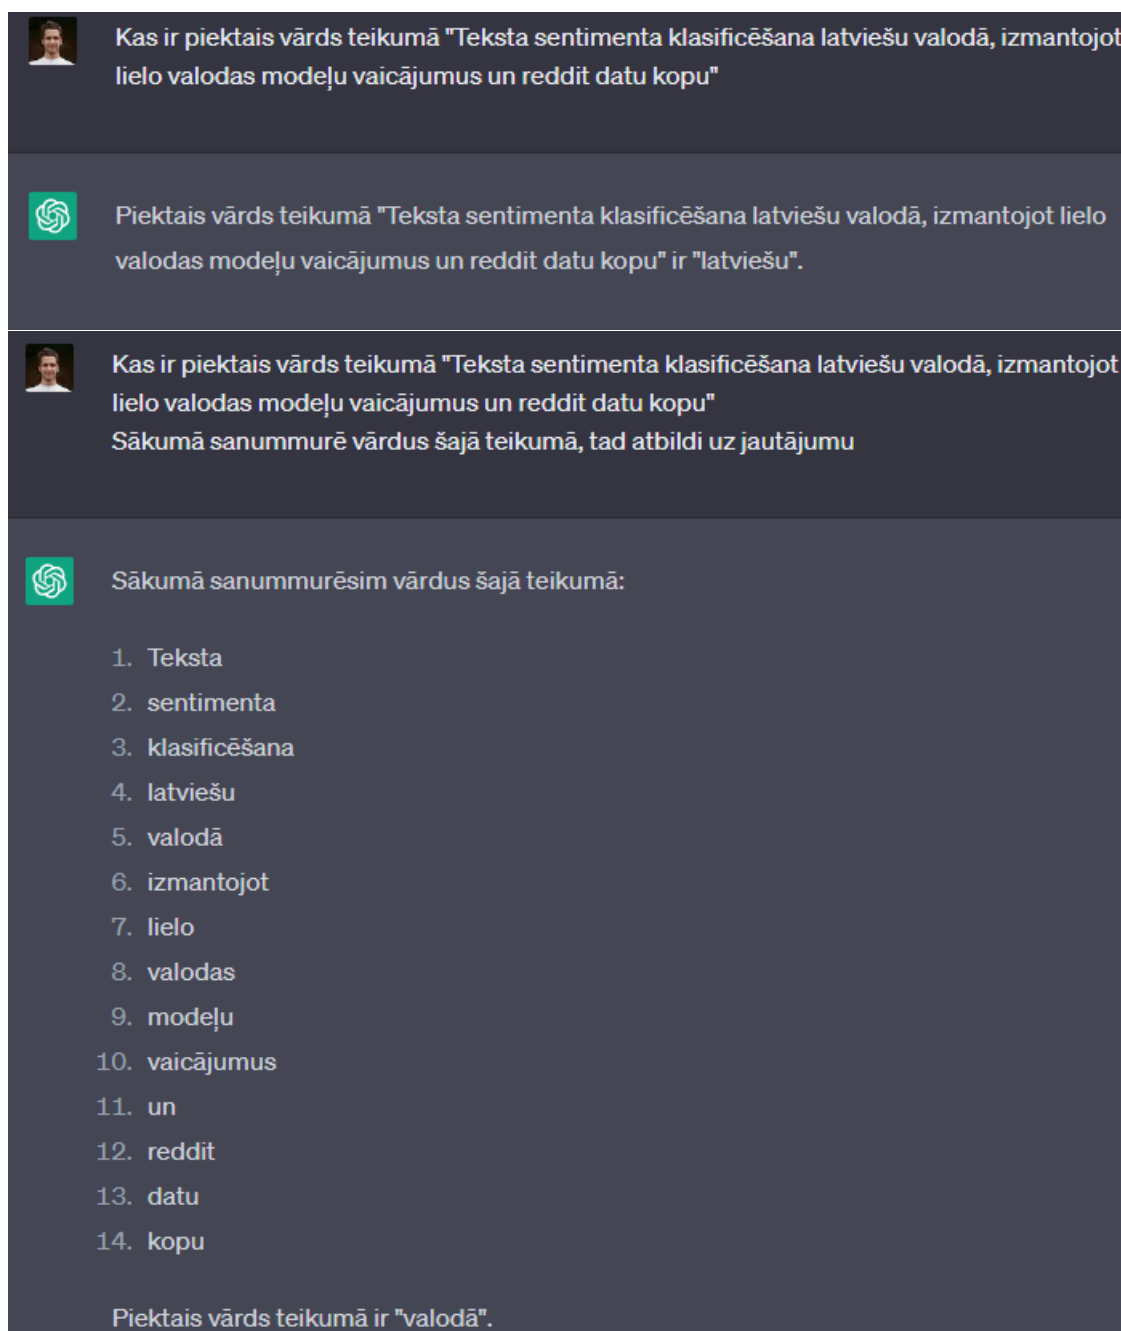 Kas ir piektais vārds teikumā "Teksta sentimenta klasificēšana latviešu valodā, izmantojot
lielo valodas modeļu vaicājumus un reddit datu kopu"
Piektais vārds teikumā "Teksta sentimenta klasificēšana latviešu valodā, izmantojot lielo
valodas modeļu vaicājumus un reddit datu kopu" ir "latviešu".
Kas ir piektais vārds teikumā "Teksta sentimenta klasificēšana latviešu valodā, izmantojot
lielo valodas modeļu vaicājumus un reddit datu kopu"
Sākumā sanummurē vārdus šajā teikumā, tad atbildi uz jautājumu
Sākumā sanummurēsim vārdus šajā teikumā:
1. Teksta
2. sentimenta
3. klasificēšana
4. latviešu
5. valodā
6. izmantojot
7. lielo
8. valodas
9. modeļu
10. vaicājumus
11. un
12. reddit
13. datu
14. kopu
Piektais vārds teikumā ir "valodā".